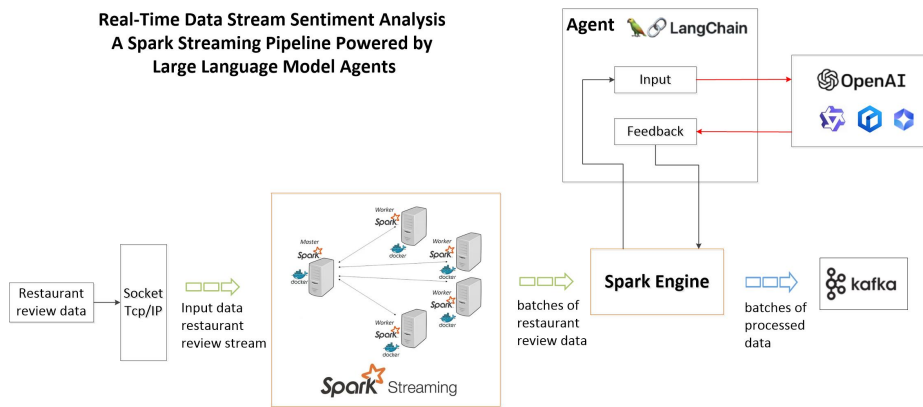 Real-Time Data Stream Sentiment Analysis
A Spark Streaming Pipeline Powered by
Large Language Model Agents
Agent
LangChain
Input
Feedback
OpenAI
Restaurant
review data
Socket
Tcp/IP
Input data
restaurant
review stream
Master
Spark
docker
Worker
Spark
docker
Worker
Spark
docker
Worker
Spark
docker
Worker
Spark
docker
Spark Streaming
batches of
restaurant
review data
Spark Engine
batches of
processed
data
kafka